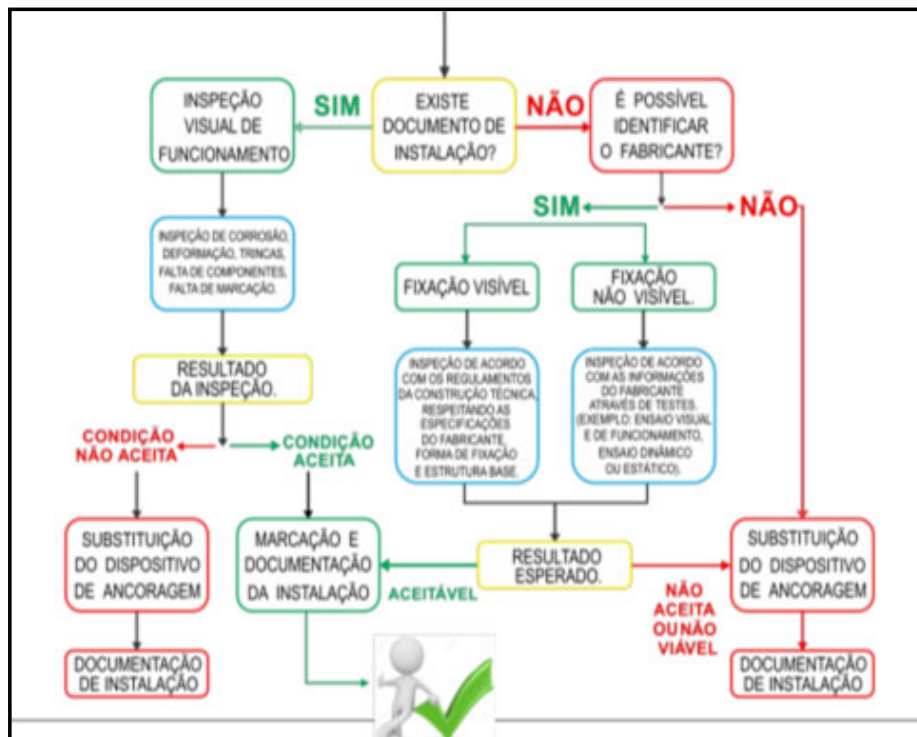 INSPEÇÃO
VISUAL DE
FUNCIONAMENTO
SIM
EXISTE
DOCUMENTO DE
INSTALAÇÃO?
NÃO
É POSSÍVEL
IDENTIFICAR
O FABRICANTE?
SIM
NÃO
INSPEÇÃO DE CORROSÃO,
DEFORMAÇÃO, TRINCAS,
FALTA DE COMPONENTES,
FALTA DE MARCAÇÃO.
FIXAÇÃO VISÍVEL
FIXAÇÃO
NÃO VISÍVEL.
RESULTADO
DA INSPEÇÃO.
INSPEÇÃO DE ACORDO
COM OS REGULAMENTOS
DA CONSTRUÇÃO TÉCNICA,
RESPEITANDO AS
ESPECIFICAÇÕES
DO FABRICANTE,
FORMA DE FIXAÇÃO
E ESTRUTURA BASE.
INSPEÇÃO DE ACORDO
COM AS INFORMAÇÕES
DO FABRICANTE
ATRAVÉS DE TESTES.
(EXEMPLO: ENSAIO VISUAL
E DE FUNCIONAMENTO,
ENSAIO DINÂMICO
OU ESTÁTICO).
CONDIÇÃO
NÃO ACEITA
CONDIÇÃO
ACEITA
SUBSTITUIÇÃO
DO DISPOSITIVO
DE ANCORAGEM
MARCAÇÃO E
DOCUMENTAÇÃO
DA INSTALAÇÃO
ACEITÁVEL
RESULTADO
ESPERADO.
NÃO
ACEITA
OU NÃO
VIÁVEL
SUBSTITUIÇÃO
DO DISPOSITIVO
DE ANCORAGEM
DOCUMENTAÇÃO
DE INSTALAÇÃO
DOCUMENTAÇÃO
DE INSTALAÇÃO